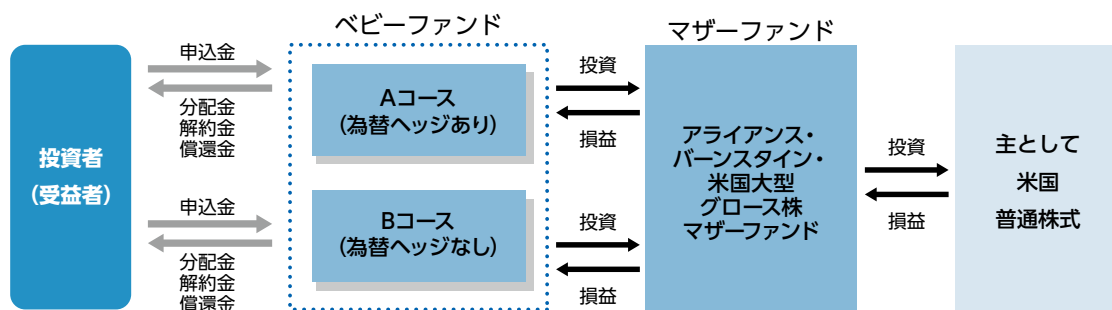 ベビーファンド
マザーファンド
投資者
(受益者)
申込金
分配金
解約金
償還金
申込金
分配金
解約金
償還金
Aコース
(為替ヘッジあり)
Bコース
(為替ヘッジなし)
投資
損益
投資
損益
アライアンス・
バーンスタイン・
米国大型
グロース株
マザーファンド
投資
損益
主として
米国
普通株式